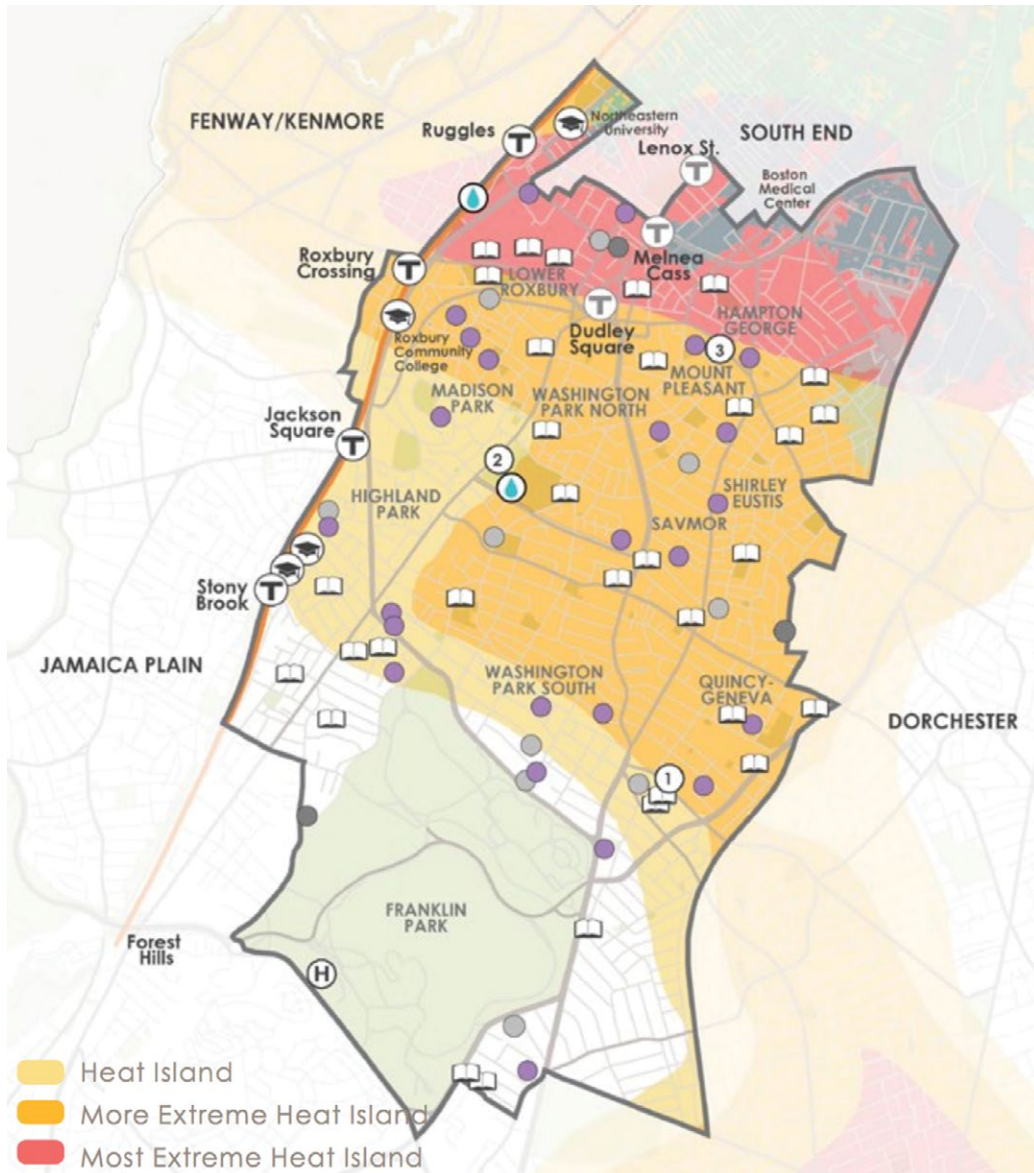 FENWAY/KENMORE
Ruggles
Northeastern
University
SOUTH END
Lenox St.
Boston
Medical
Center
Roxbury
Crossing
LOWER
ROXBURY
Melnea
Cass
HAMPTON
GEORGE
Roxbury
Community
College
Dudley
Square
3
MOUNT
PLEASANT
MADISON
PARK
WASHINGTON
PARK NORTH
Jackson
Square
2
HIGHLAND
PARK
SHIRLEY
EUSTIS
SAVMOR
Stony
Brook
JAMAICA PLAIN
WASHINGTON
PARK SOUTH
QUINCY-
GENEVA
DORCHESTER
1
FRANKLIN
PARK
Forest
Hills
H
T
T
T
T
T
T
T
Heat Island
More Extreme Heat Island
Most Extreme Heat Island